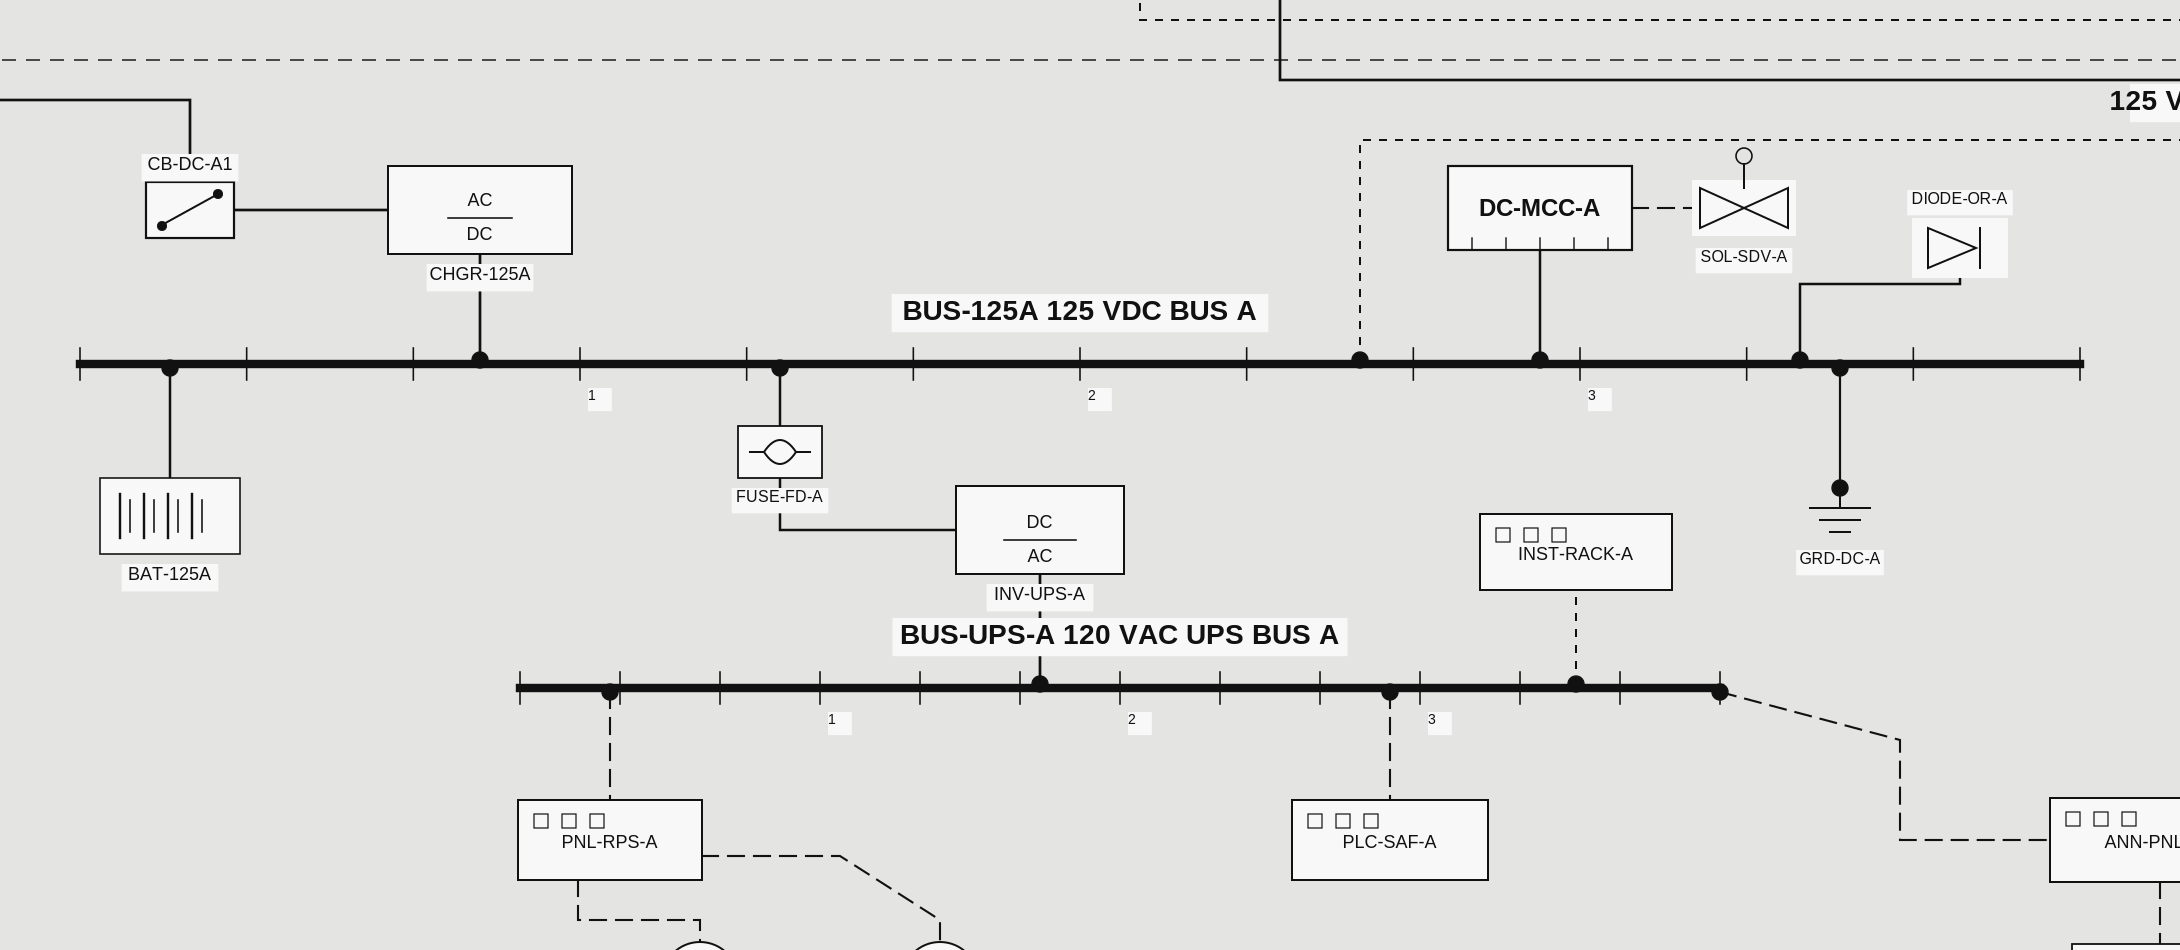 125 V
CB-DC-A1
AC
DC
CHGR-125A
DC-MCC-A
SOL-SDV-A
DIODE-OR-A
BUS-125A 125 VDC BUS A
1
2
3
FUSE-FD-A
BAT-125A
DC
AC
INV-UPS-A
INST-RACK-A
GRD-DC-A
BUS-UPS-A 120 VAC UPS BUS A
1
2
3
PNL-RPS-A
PLC-SAF-A
ANN-PNL